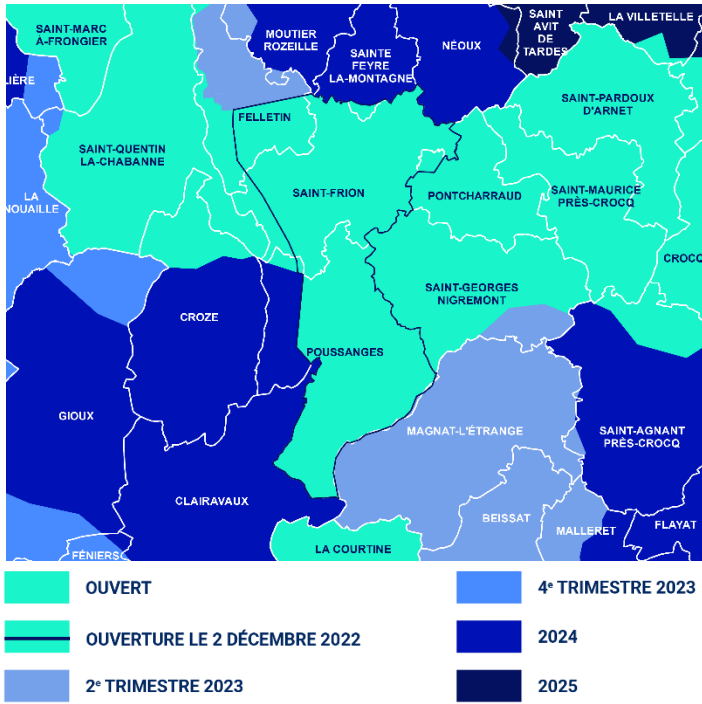 SAINT-MARC
À-FRONGIER
MOUTIER
ROZEILLE
SAINTE
FEYRE
LA-MONTAGNE
NÉOUX
SAINT
AVIT
DE
TARDES
LA VILLETELLE
LIÈRE
SAINT-PARDOUX
D'ARNET
FELLETIN
SAINT-QUENTIN
LA-CHABANNE
LA
NOUAILLE
SAINT-FRION
PONTCHARRAUD
SAINT-MAURICE
PRÈS-CROCQ
CROCQ
SAINT-GEORGES
NIGREMONT
CROZE
POUSSANGES
GIOUX
MAGNAT-L'ÉTRANGE
SAINT-AGNANT
PRÈS-CROCQ
CLAIRAVAUX
BEISSAT
MALLERET
FLAYAT
FÉNIERS
LA COURTINE
OUVERT
4e TRIMESTRE 2023
OUVERTURE LE 2 DÉCEMBRE 2022
2024
2e TRIMESTRE 2023
2025